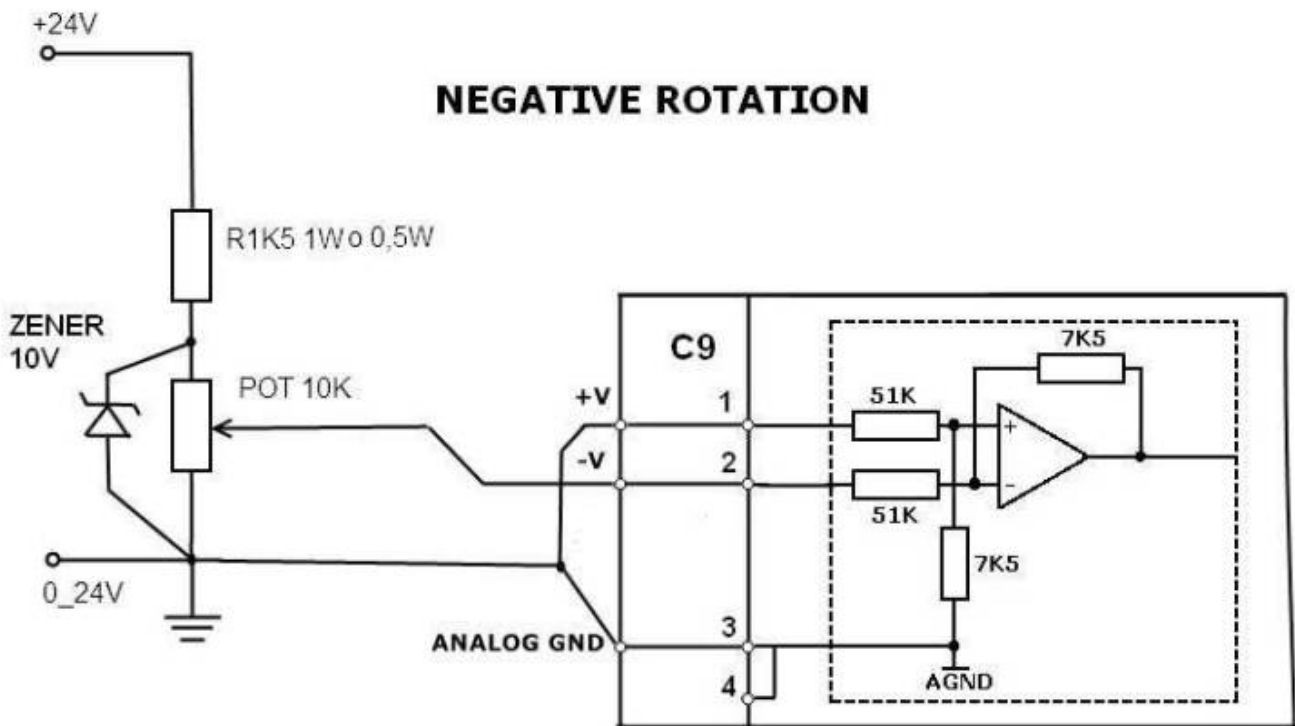 +24V
NEGATIVE ROTATION
R1K5 1W o 0,5W
ZENER
10V
POT 10K
C9
7K5
+V
1
51K
+
-V
2
-
51K
7K5
0_24V
ANALOG GND
3
4
AGND